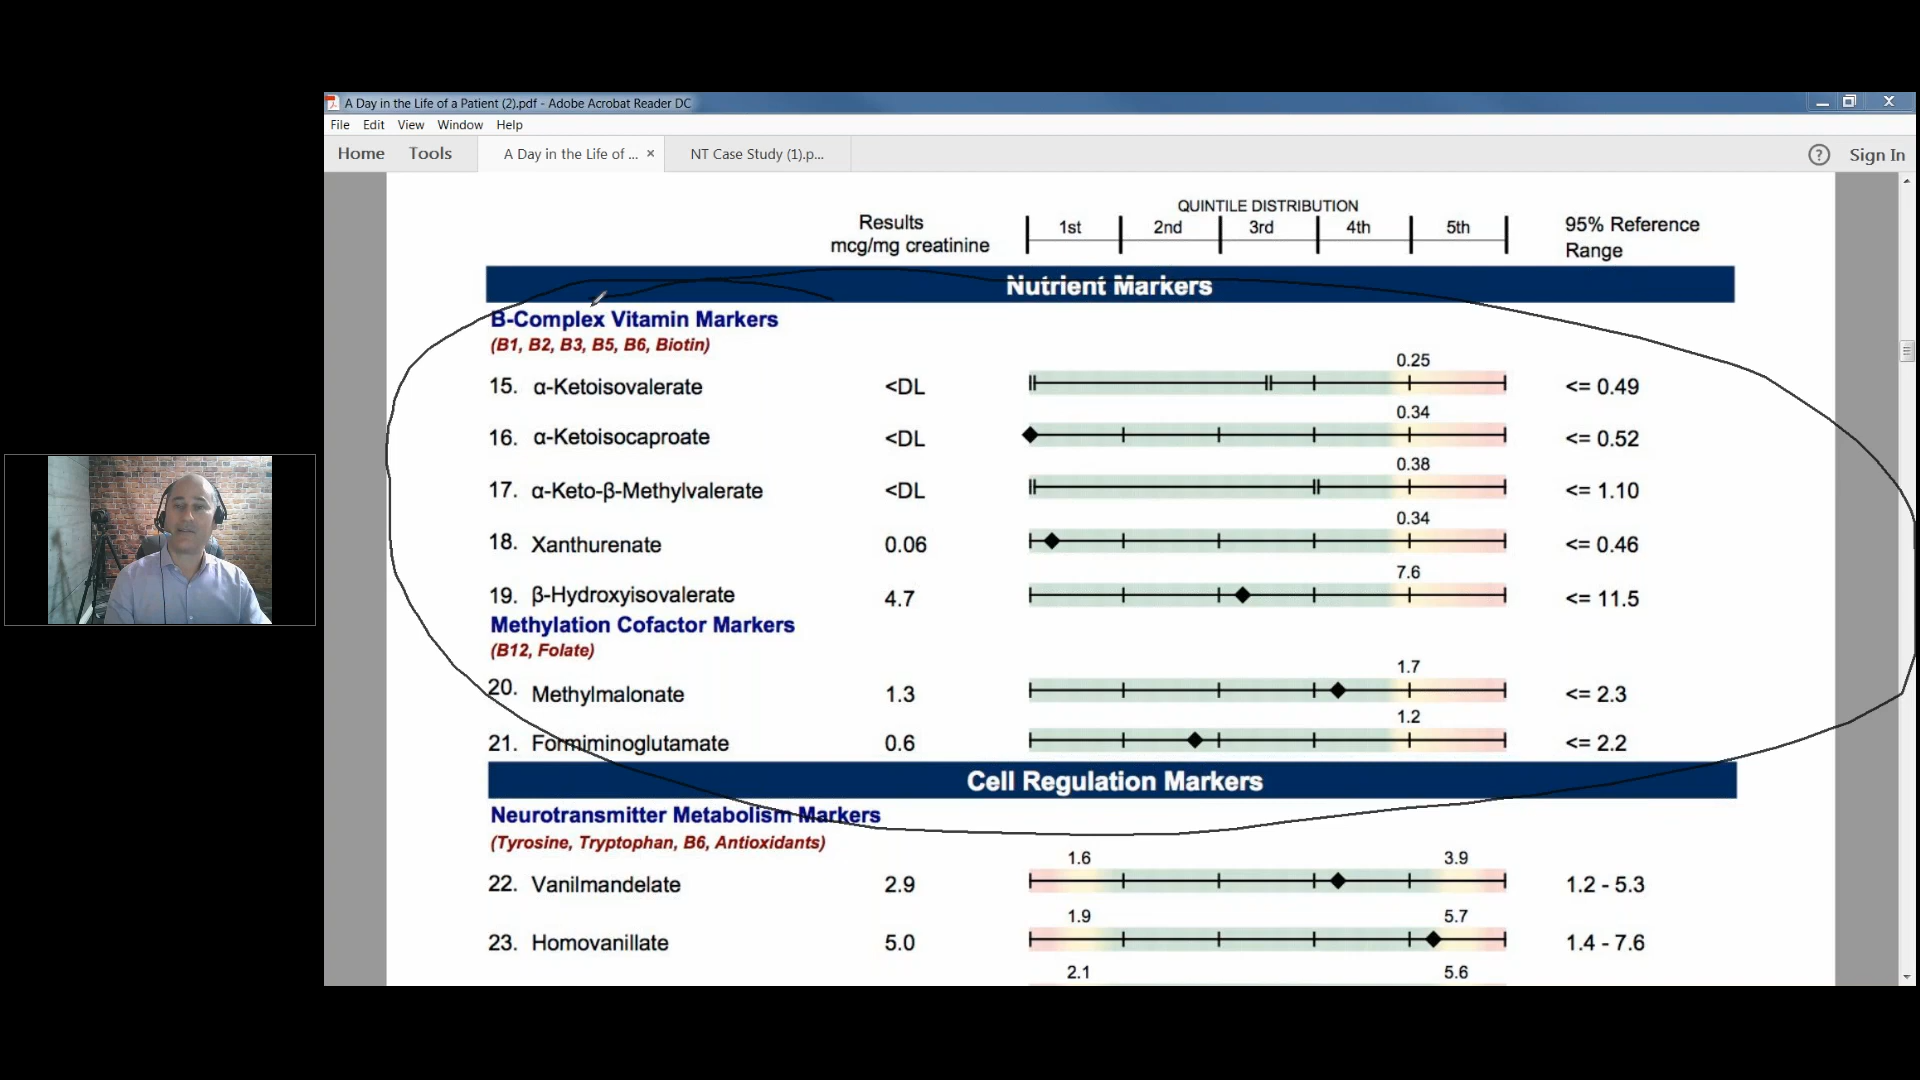 A Day in the Life of a Patient (2).pdf - Adobe Acrobat Reader DC
File Edit View Window Help
Home Tools A Day in the Life of ... × NT Case Study (1).p... ? Sign In
QUINTILE DISTRIBUTION
Results 1st 2nd 3rd 4th 5th 95% Reference
mcg/mg creatinine Range
Nutrient Markers
B-Complex Vitamin Markers
(B1, B2, B3, B5, B6, Biotin)
0.25
15. α-Ketoisovalerate <DL <= 0.49
0.34
16. α-Ketoisocaproate <DL <= 0.52
0.38
17. α-Keto-β-Methylvalerate <DL <= 1.10
0.34
18. Xanthurenate 0.06 <= 0.46
7.6
19. β-Hydroxyisovalerate 4.7 <= 11.5
Methylation Cofactor Markers
(B12, Folate)
1.7
20. Methylmalonate 1.3 <= 2.3
1.2
21. Formiminoglutamate 0.6 <= 2.2
Cell Regulation Markers
Neurotransmitter Metabolism Markers
(Tyrosine, Tryptophan, B6, Antioxidants)
1.6 3.9
22. Vanilmandelate 2.9 1.2 - 5.3
1.9 5.7
23. Homovanillate 5.0 1.4 - 7.6
2.1 5.6